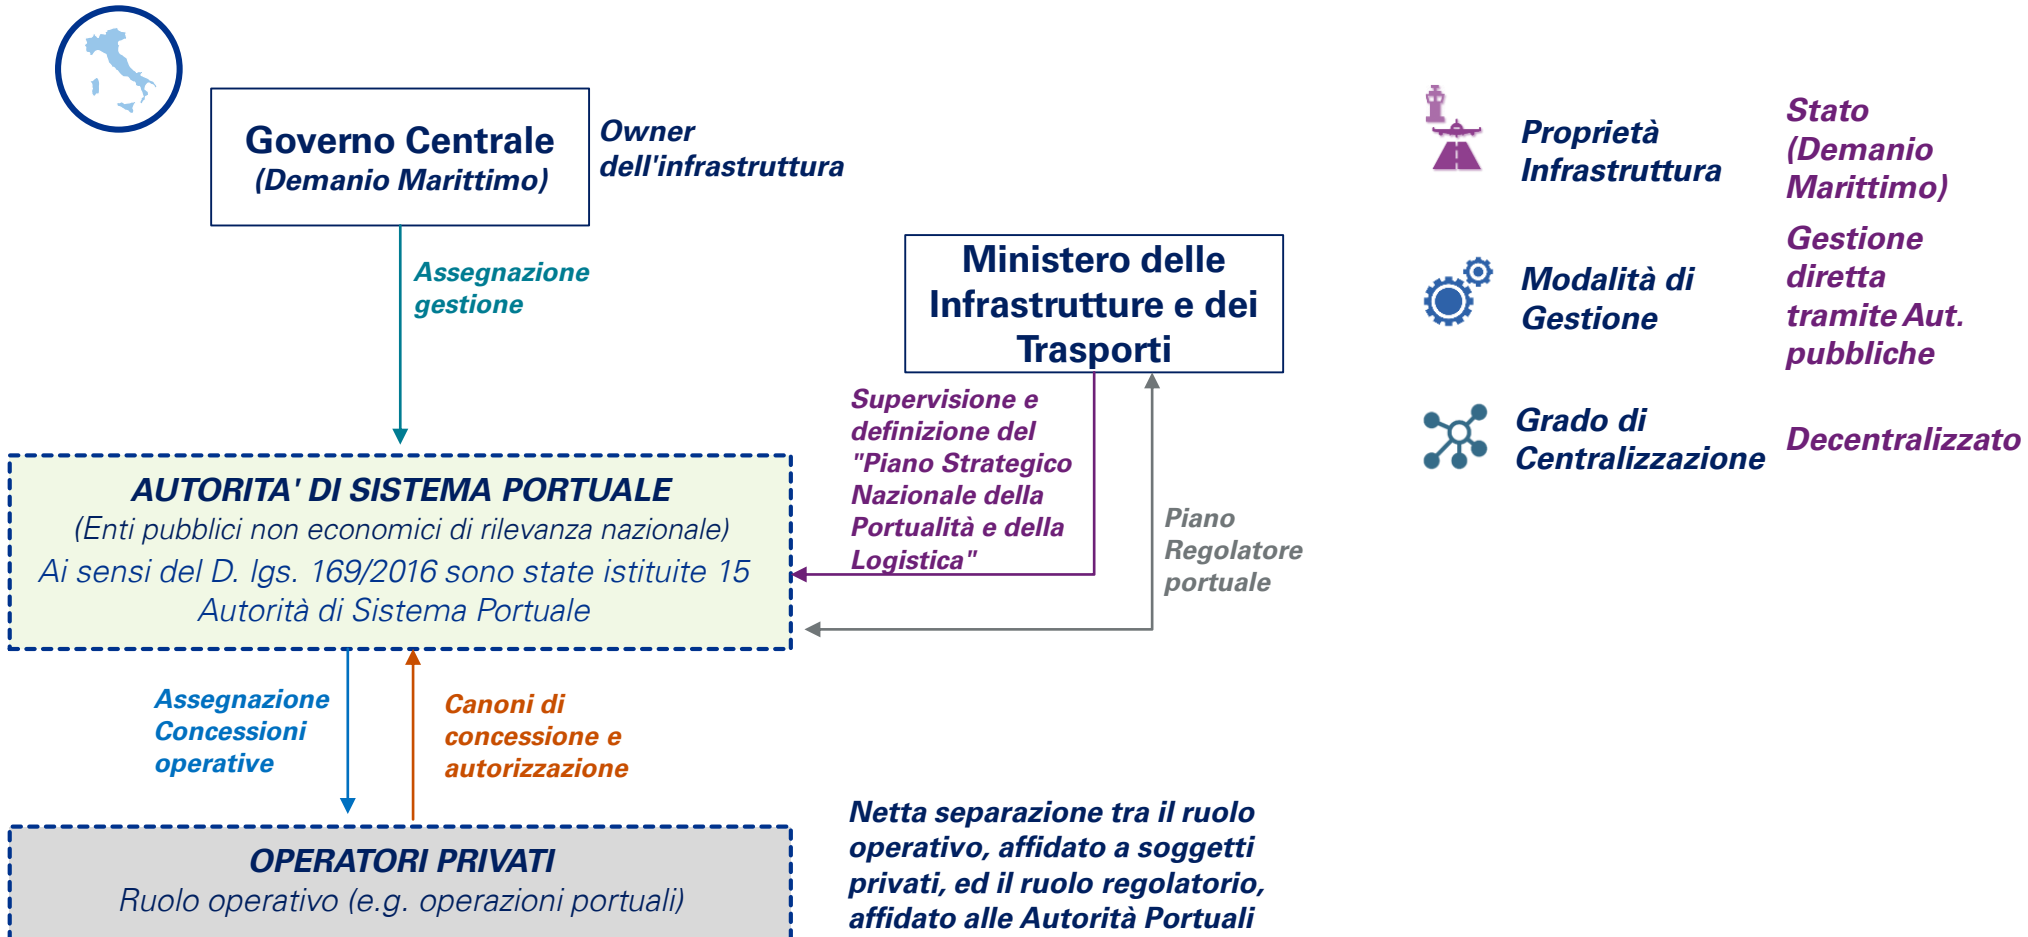 Governo Centrale
(Demanio Marittimo)
Owner
dell'infrastruttura
Assegnazione
gestione
Ministero delle
Infrastrutture e dei
Trasporti
Supervisione e
definizione del
"Piano Strategico
Nazionale della
Portualità e della
Logistica"
Piano
Regolatore
portuale
AUTORITA' DI SISTEMA PORTUALE
(Enti pubblici non economici di rilevanza nazionale)
Ai sensi del D. lgs. 169/2016 sono state istituite 15
Autorità di Sistema Portuale
Assegnazione
Concessioni
operative
Canoni di
concessione e
autorizzazione
OPERATORI PRIVATI
Ruolo operativo (e.g. operazioni portuali)
Netta separazione tra il ruolo
operativo, affidato a soggetti
privati, ed il ruolo regolatorio,
affidato alle Autorità Portuali
Proprietà
Infrastruttura
Stato
(Demanio
Marittimo)
Modalità di
Gestione
Gestione
diretta
tramite Aut.
pubbliche
Grado di
Centralizzazione
Decentralizzato